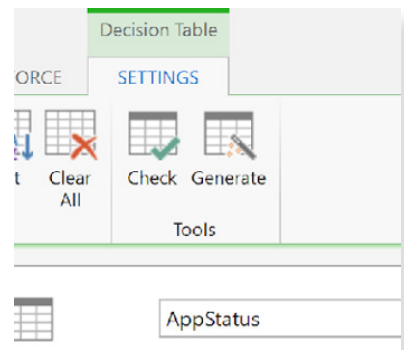 Decision Table
ORCE SETTINGS
t Clear All Check Generate
Tools
AppStatus